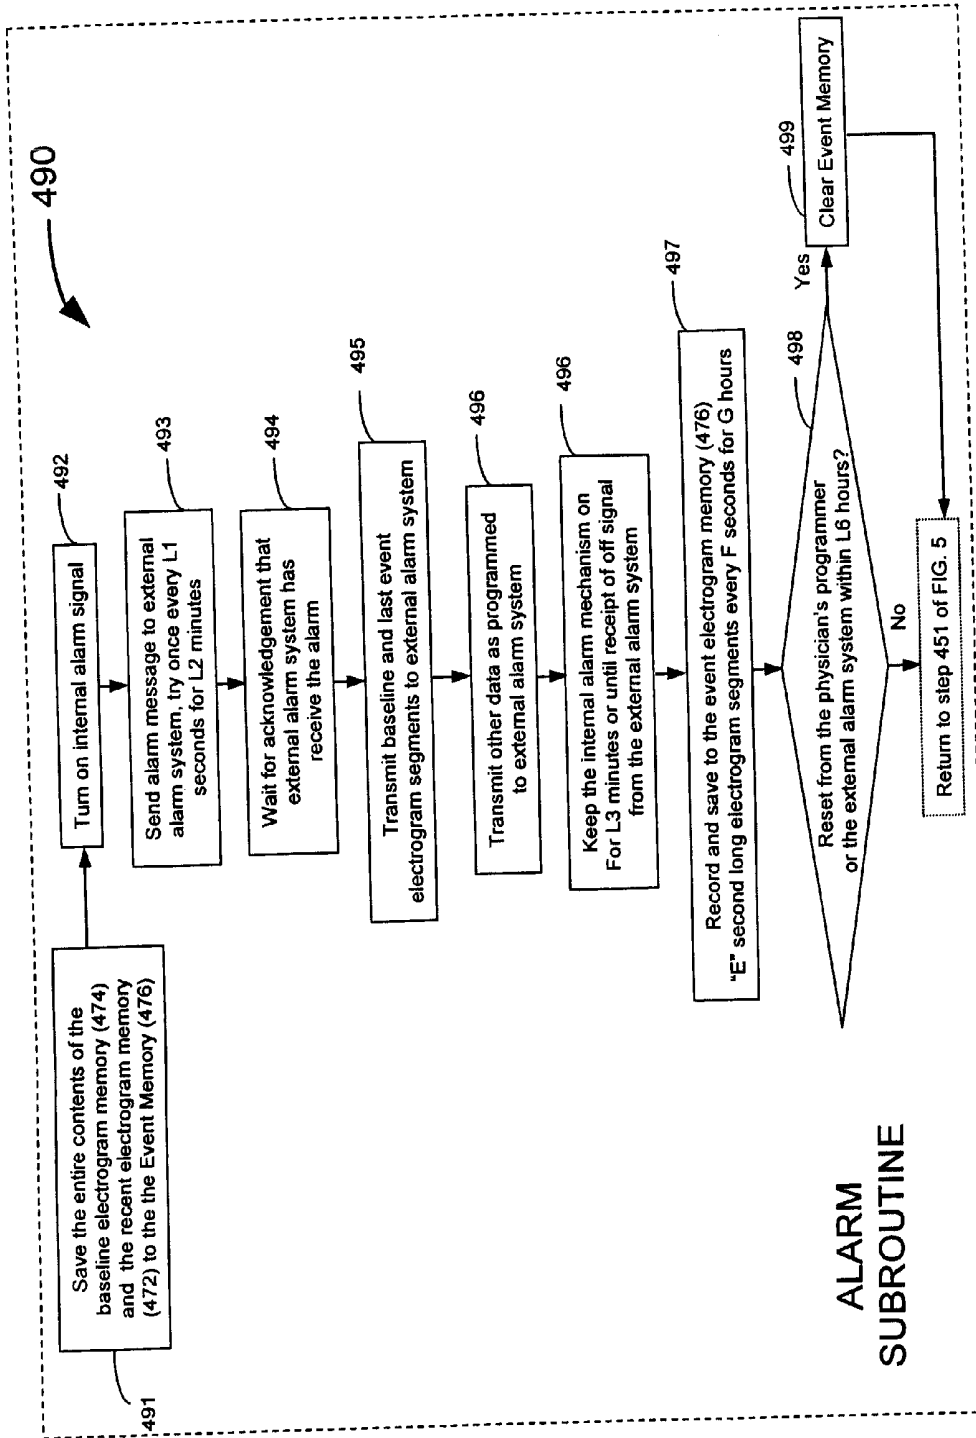 490
491
Save the entire contents of the
baseline electrogram memory (474)
and the recent electrogram memory
(472) to the the Event Memory (476)
492
Turn on internal alarm signal
493
Send alarm message to external
alarm system, try once every L1
seconds for L2 minutes
494
Wait for acknowledgement that
external alarm system has
receive the alarm
495
Transmit baseline and last event
electrogram segments to external alarm system
496
Transmit other data as programmed
to external alarm system
496
Keep the internal alarm mechanism on
For L3 minutes or until receipt of off signal
from the external alarm system
497
Record and save to the event electrogram memory (476)
"E" second long electrogram segments every F seconds for G hours
498
Reset from the physician's programmer
or the external alarm system within L6 hours?
Yes
499
Clear Event Memory
No
Return to step 451 of FIG. 5
ALARM
SUBROUTINE